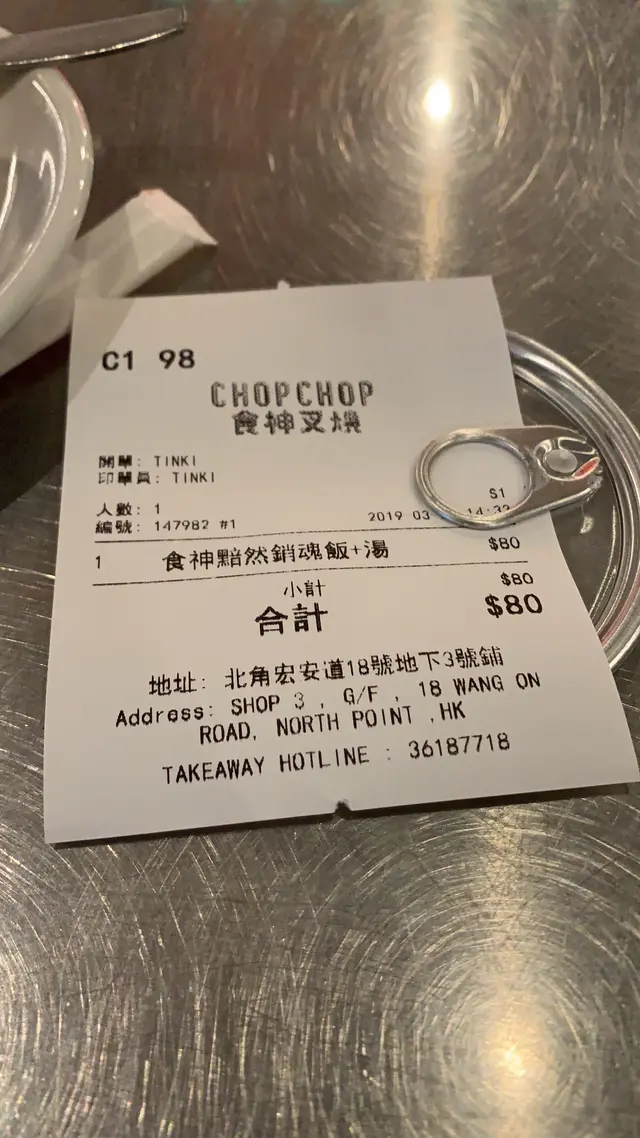 C1 98
CHOPCHOP
食神叉燒
開單: TINKI
印單員: TINKI
人數: 1 S1
編號: 147982 #1 2019 03 14:32
1 食神黯然銷魂飯+湯 $80
小計 $80
合計 $80
地址: 北角宏安道18號地下3號鋪
Address: SHOP 3 , G/F , 18 WANG ON
ROAD, NORTH POINT ,HK
TAKEAWAY HOTLINE : 36187718